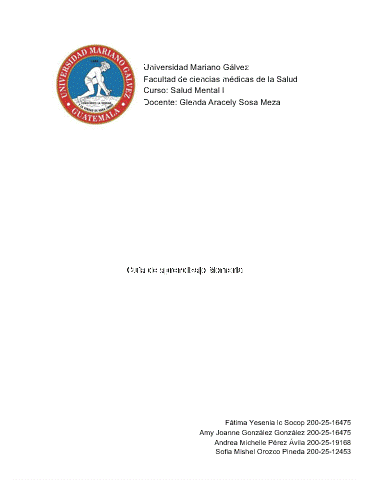 UNIVERSIDAD MARIANO GÁLVEZ
GUATEMALA
Universidad Mariano Gálvez
Facultad de ciencias médicas de la Salud
Curso: Salud Mental I
Docente: Glenda Aracely Sosa Meza
Guía de aprendizaje
Fátima Yesenia Ic Socop 200-25-16475
Amy Joanne González González 200-25-16475
Andrea Michelle Pérez Ávila 200-25-19168
Sofia Mishel Orozco Pineda 200-25-12453